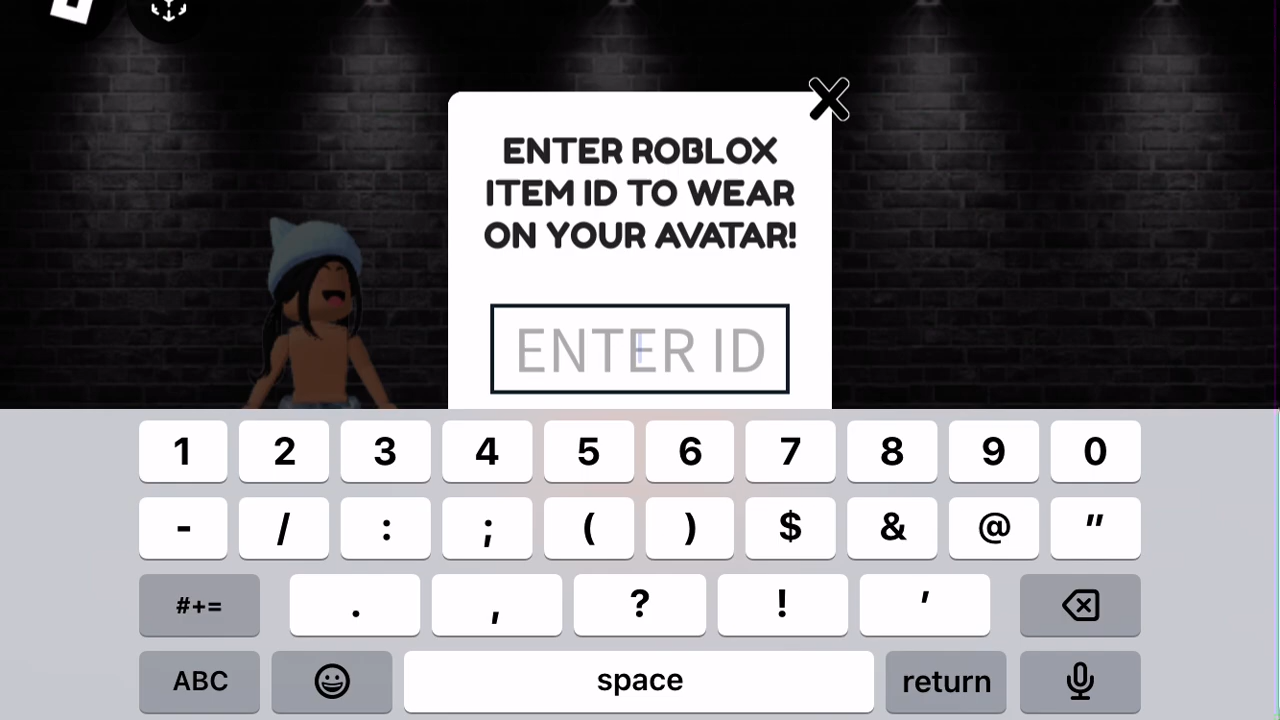 ENTER ROBLOX
ITEM ID TO WEAR
ON YOUR AVATAR!
ENTER ID
1 2 3 4 5 6 7 8 9 0
- / : ; ( ) $ & @ "
#+= . , ? ! '
ABC space return